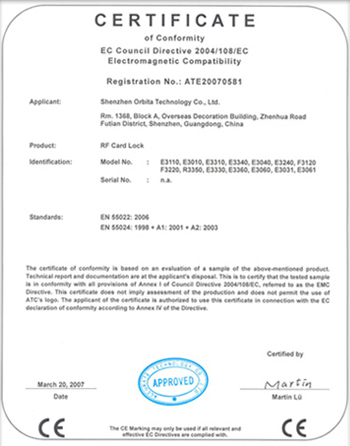 CERTIFICATE
of Conformity
EC Council Directive 2004/108/EC
Electromagnetic Compatibility
Registration No.: ATE20070581
Applicant: Shenzhen Orbita Technology Co., Ltd.
Rm. 1368, Block A, Overseas Decoration Building, Zhenhua Road
Futian District, Shenzhen, Guangdong, China
Product: RF Card Lock
Identification: Model No. : E3110, E3010, E3310, E3340, E3040, E3240, F3120
F3220, R3350, E3330, E3360, E3060, E3031, E3061
Serial No. : n.a.
Standards: EN 55022: 2006
EN 55024: 1998 + A1: 2001 + A2: 2003
The certificate of conformity is based on an evaluation of a sample of the above-mentioned product.
Technical report and documentation are at the applicant's disposal. This is to certify that the tested sample
is in conformity with all provisions of Annex I of Council Directive 2004/108/EC, referred to as the EMC
Directive. This certificate does not imply assessment of the production and does not permit the use of
ATC's logo. The applicant of the certificate is authorized to use this certificate in connection with the EC
declaration of conformity according to Annex IV of the Directive.
Certified by
APPROVED
March 20, 2007
Martin
Date
Martin Lü
CE
The CE Marking may only be used if all relevant and
effective EC Directives are complied with.
CE